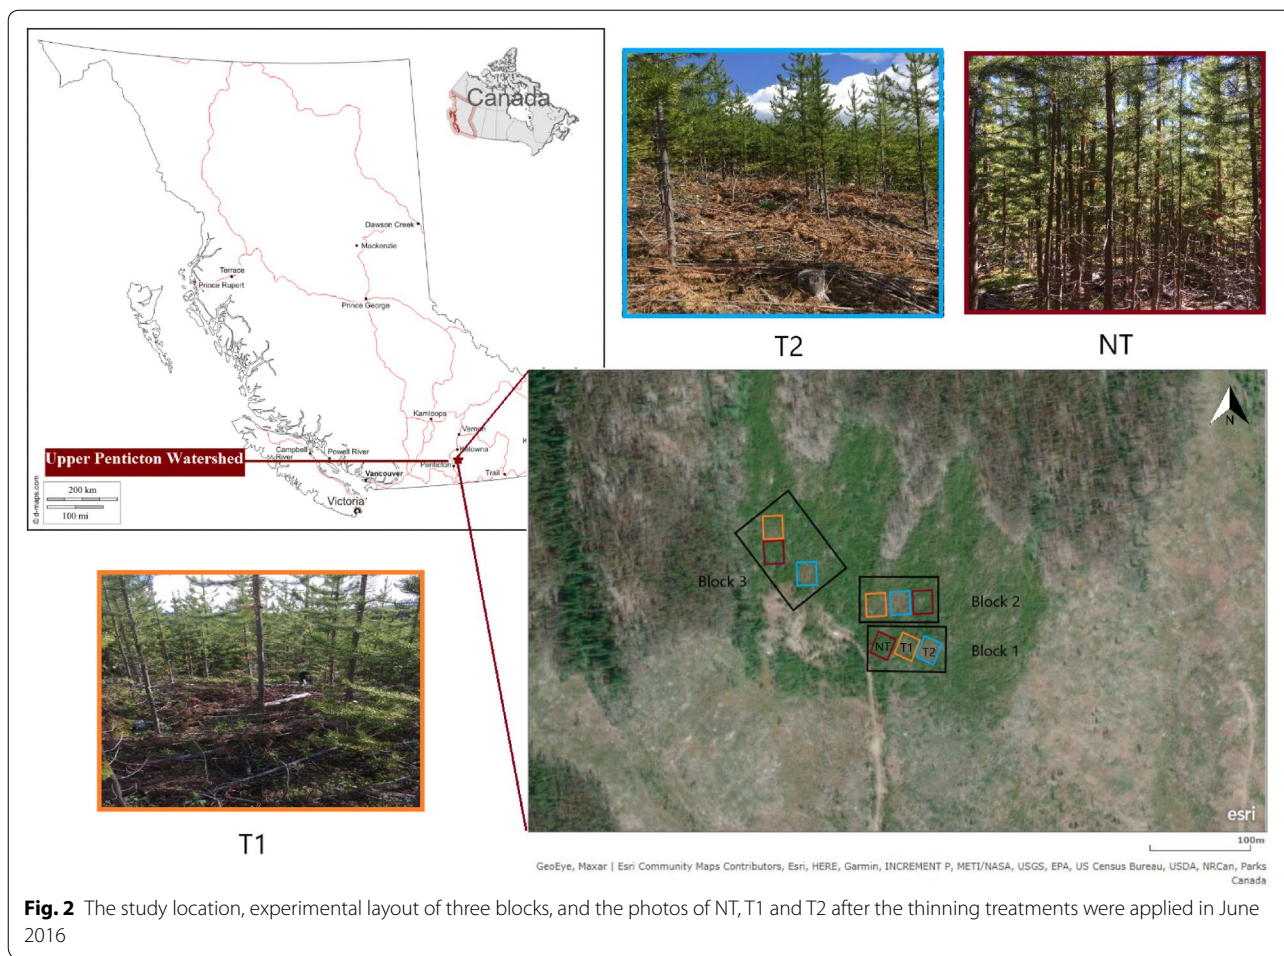 Canada
Dawson Creek
Mackenzie
Terrace
Prince Rupert
Prince George
Kamloops
Vernon
Kelowna
Campbell
River
Powell River
Penticton
Trail
Vancouver
Victoria
Upper Penticton Watershed
200 km
100 mi
© d-maps.com
T2
NT
N
Block 3
Block 2
NT T1 T2
Block 1
esri
100m
GeoEye, Maxar | Esri Community Maps Contributors, Esri, HERE, Garmin, INCREMENT P, METI/NASA, USGS, EPA, US Census Bureau, USDA, NRCan, Parks
Canada
T1
Fig. 2 The study location, experimental layout of three blocks, and the photos of NT, T1 and T2 after the thinning treatments were applied in June
2016